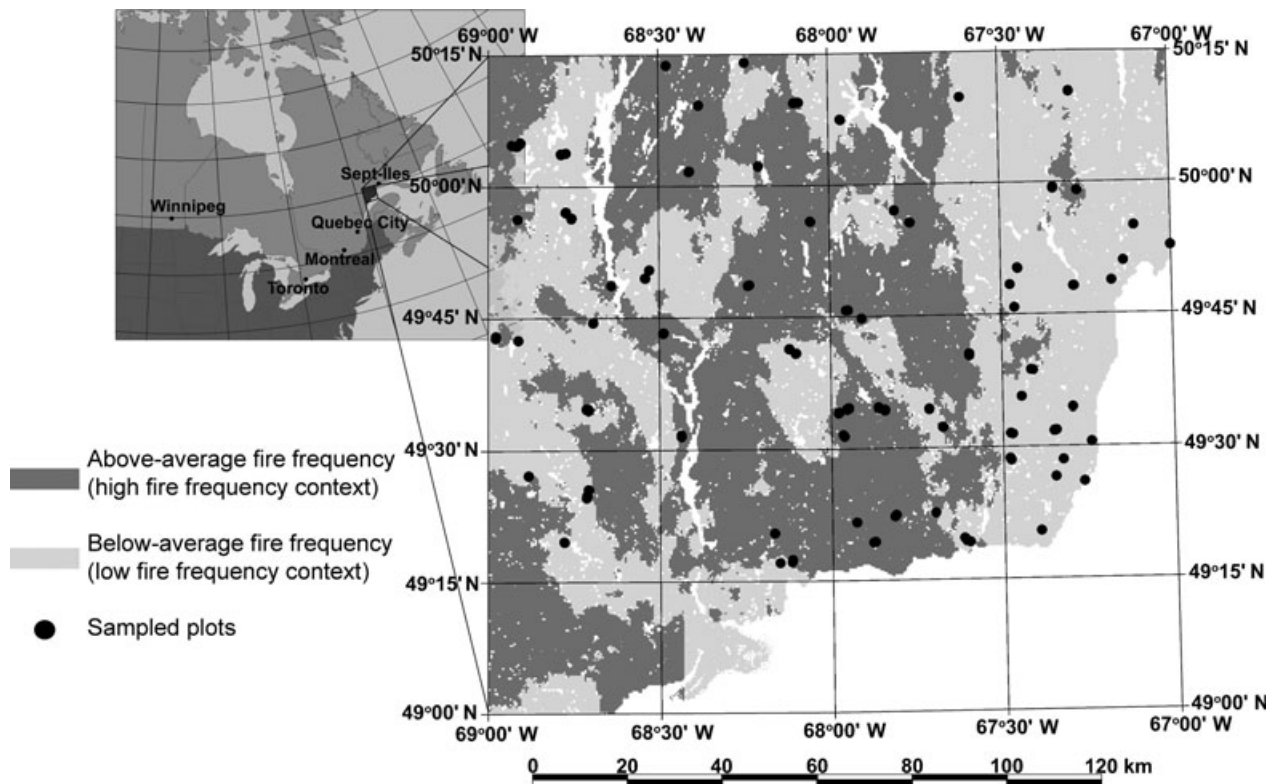 69°00' W 68°30' W 68°00' W 67°30' W 67°00' W
50°15' N 50°15' N
Sept-Iles
Winnipeg
Quebec City
Montreal
Toronto
50°00' N 50°00' N
49°45' N 49°45' N
49°30' N 49°30' N
49°15' N 49°15' N
49°00' N 49°00' N
69°00' W 68°30' W 68°00' W 67°30' W 67°00' W
Above-average fire frequency
(high fire frequency context)
Below-average fire frequency
(low fire frequency context)
Sampled plots
0 20 40 60 80 100 120 km